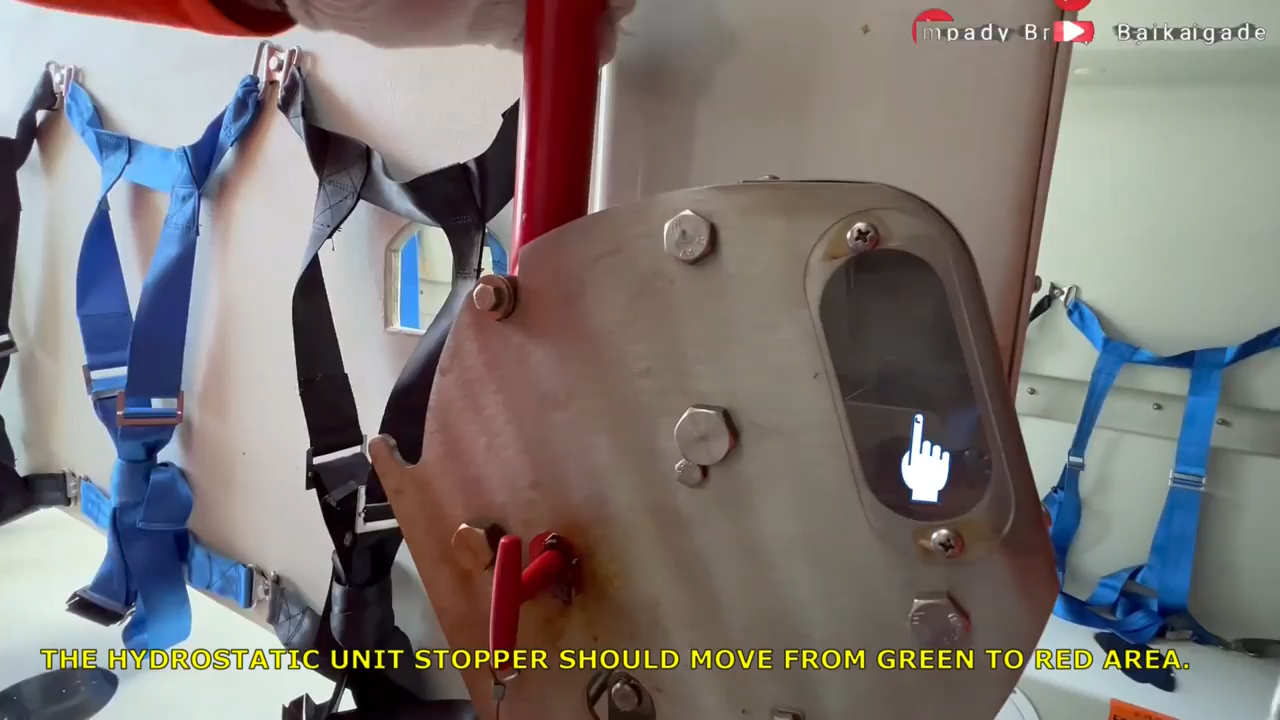 mpady Br Baikaigade
THE HYDROSTATIC UNIT STOPPER SHOULD MOVE FROM GREEN TO RED AREA.